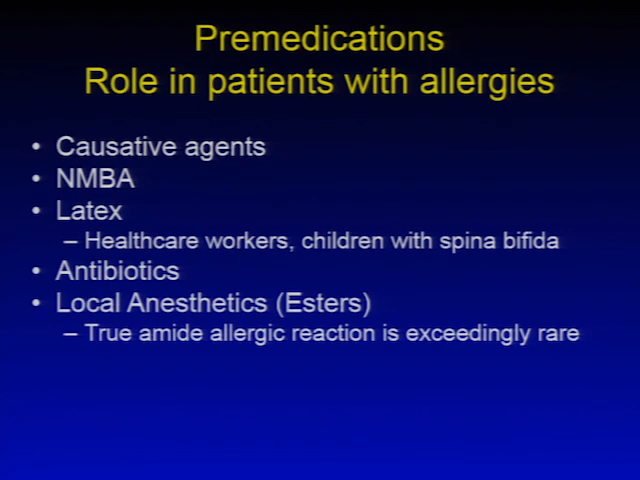 Premedications
Role in patients with allergies
• Causative agents
• NMBA
• Latex
– Healthcare workers, children with spina bifida
• Antibiotics
• Local Anesthetics (Esters)
– True amide allergic reaction is exceedingly rare